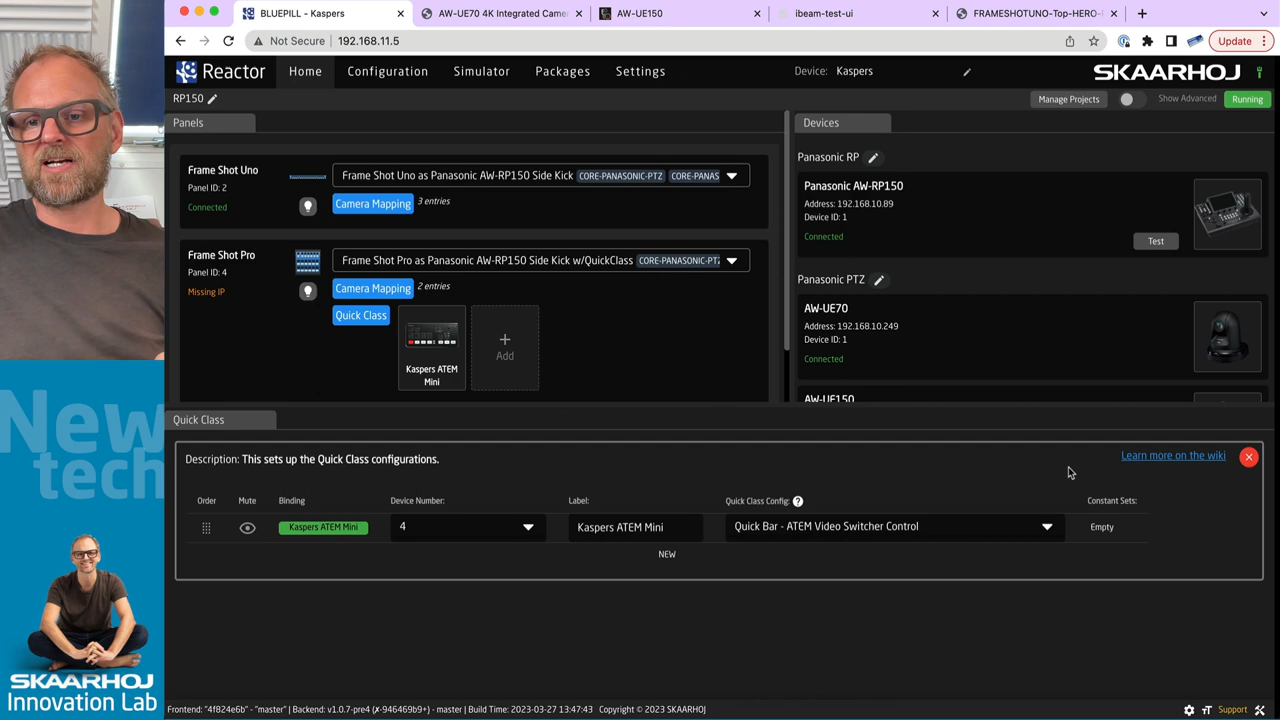 BLUEPILL - Kaspers
AW-UE70 4K Integrated Came
AW-UE150
ibeam-test-ui
FRAMESHOTUNO-Top-HERO-
Not Secure
192.168.11.5
Update
Reactor
Home
Configuration
Simulator
Packages
Settings
Device:
Kaspers
SKAARHOJ
RP150
Manage Projects
Show Advanced
Running
Panels
Devices
Frame Shot Uno
Panel ID: 2
Connected
Frame Shot Uno as Panasonic AW-RP150 Side Kick
CORE-PANASONIC-PTZ
CORE-PANAS
Camera Mapping
3 entries
Frame Shot Pro
Panel ID: 4
Missing IP
Frame Shot Pro as Panasonic AW-RP150 Side Kick w/QuickClass
CORE-PANASONIC-PTZ
Camera Mapping
2 entries
Quick Class
Kaspers ATEM
Mini
Add
Panasonic RP
Panasonic AW-RP150
Address: 192.168.10.89
Device ID: 1
Connected
Test
Panasonic PTZ
AW-UE70
Address: 192.168.10.249
Device ID: 1
Connected
AW-UE150
Quick Class
Description: This sets up the Quick Class configurations.
Learn more on the wiki
Order
Mute
Binding
Device Number:
Label:
Quick Class Config:
Constant Sets:
Kaspers ATEM Mini
4
Kaspers ATEM Mini
Quick Bar - ATEM Video Switcher Control
Empty
NEW
New
tech
SKAARHOJ
Innovation Lab
Frontend: "4f824e6b" - "master" | Backend: v1.0.7-pre4 (✗-946469b9+) - master | Build Time: 2023-03-27 13:47:43 Copyright © 2023 SKAARHOJ
Support